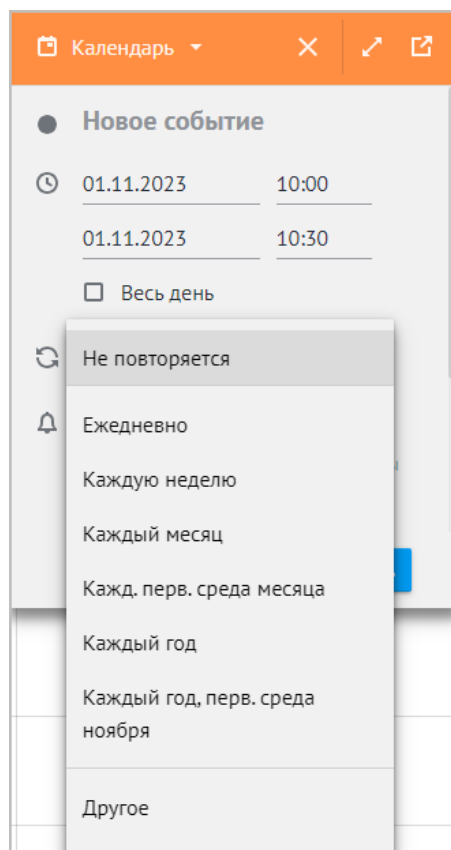 Календарь
Новое событие
01.11.2023 10:00
01.11.2023 10:30
Весь день
Не повторяется
Ежедневно
Каждую неделю
Каждый месяц
Кажд. перв. среда месяца
Каждый год
Каждый год, перв. среда
ноября
Другое